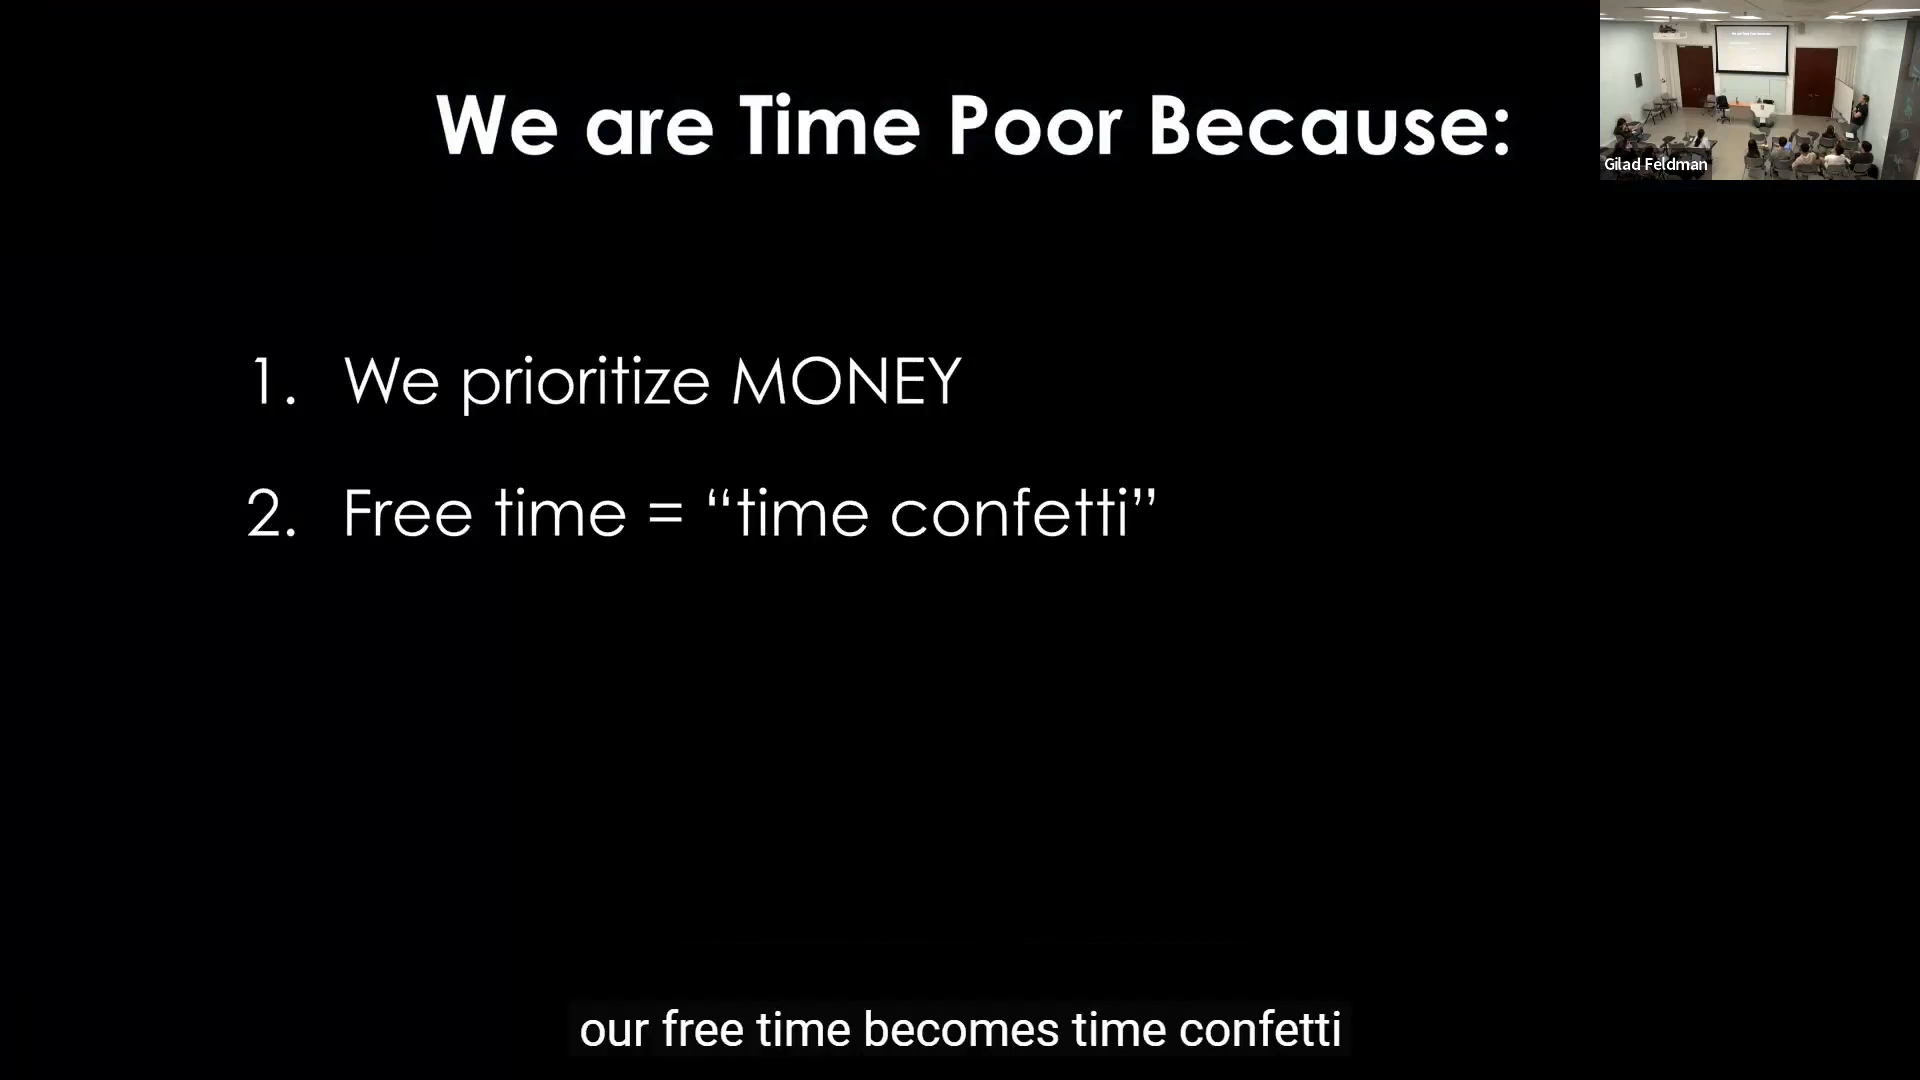 We are Time Poor Because:
Gilad Feldman
1. We prioritize MONEY
2. Free time = “time confetti”
our free time becomes time confetti